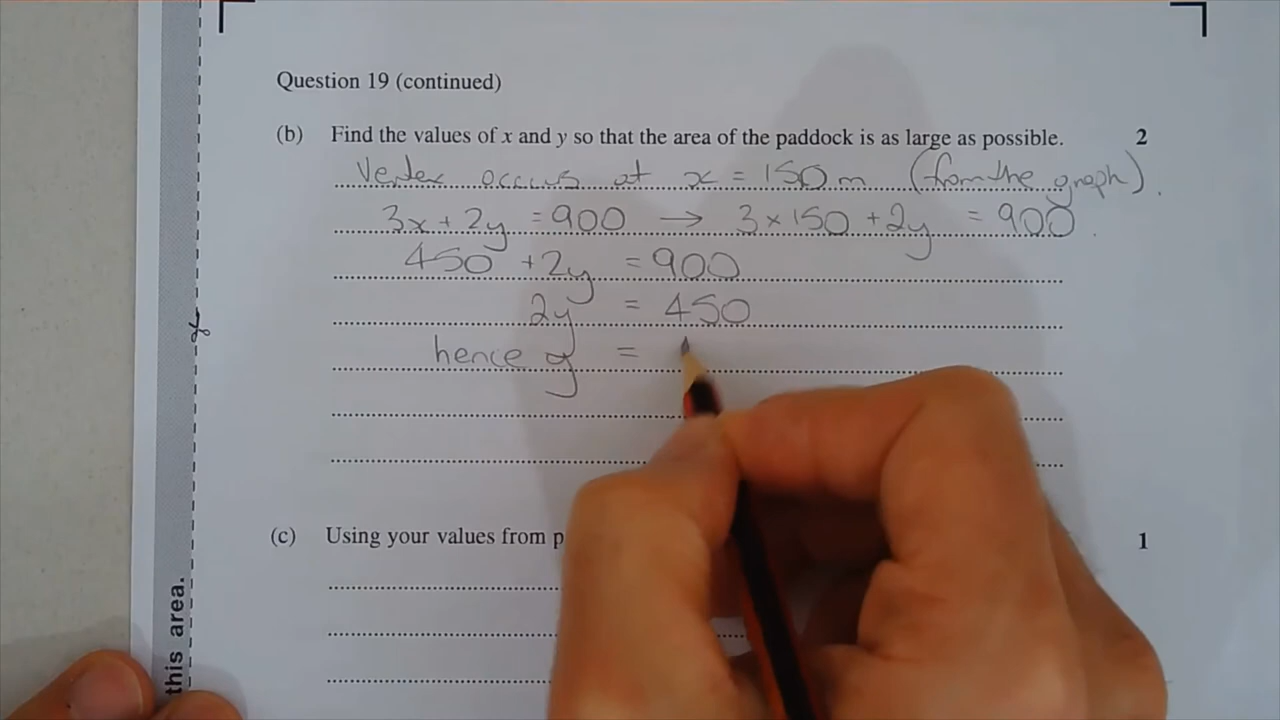 Question 19 (continued)
(b) Find the values of x and y so that the area of the paddock is as large as possible. 2
Vertex occurs at x = 150 m (from the graph).
3x + 2y = 900 → 3 × 150 + 2y = 900
450 + 2y = 900
2y = 450
hence y =
(c) Using your values from p 1
this area.